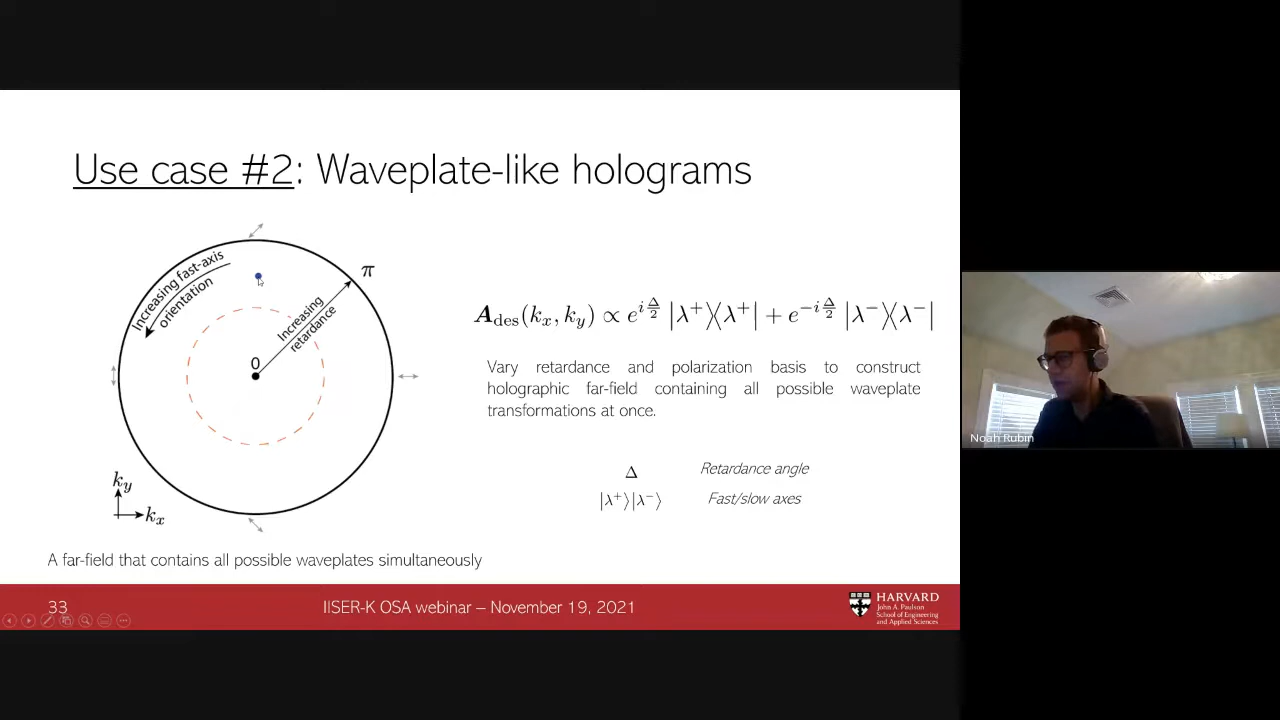 Use case #2: Waveplate-like holograms
Increasing fast-axis
orientation
π
Increasing
retardance
0
k_y
k_x
A_des(k_x, k_y) ∝ e^{i Δ/2} |λ⁺⟩⟨λ⁺| + e^{-i Δ/2} |λ⁻⟩⟨λ⁻|
Vary retardance and polarization basis to construct
holographic far-field containing all possible waveplate
transformations at once.
Δ Retardance angle
|λ⁺⟩|λ⁻⟩ Fast/slow axes
A far-field that contains all possible waveplates simultaneously
33
IISER-K OSA webinar – November 19, 2021
HARVARD
John A. Paulson
School of Engineering
and Applied Sciences
Noah Rubin